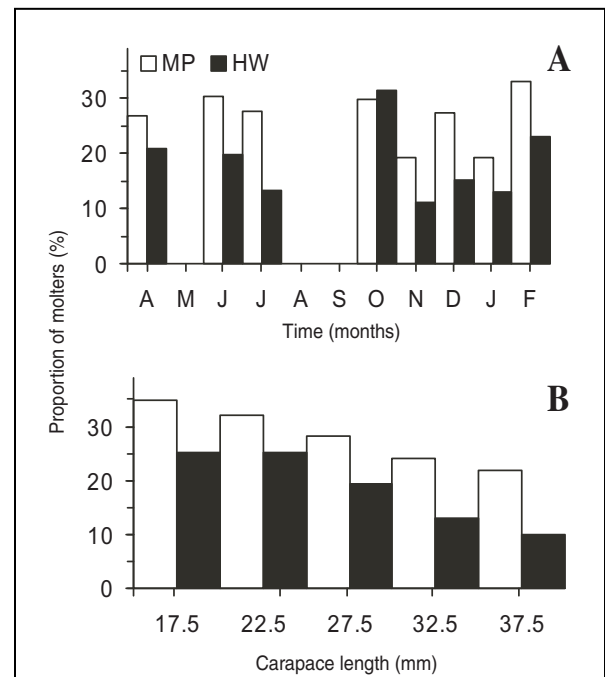 A
MP HW
30
20
10
0
A M J J A S O N D J F
Time (months)
Proportion of molters (%)
B
30
20
10
0
17.5 22.5 27.5 32.5 37.5
Carapace length (mm)